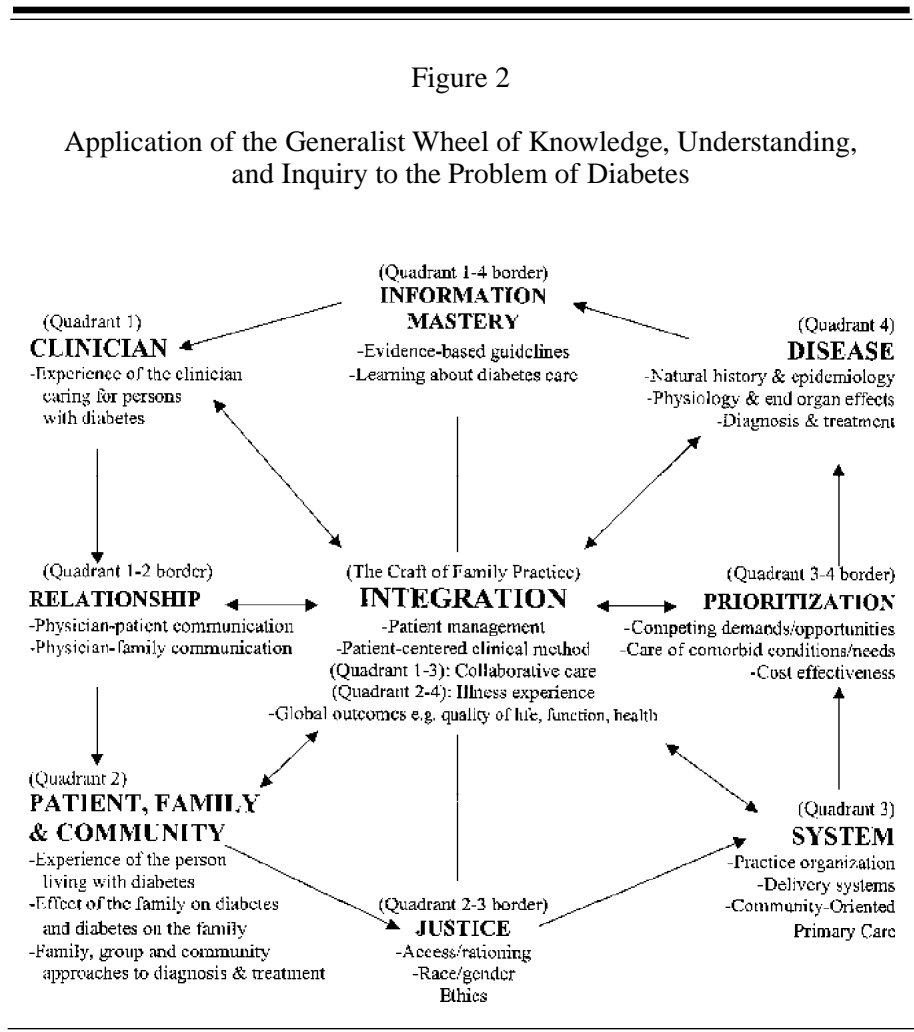 Figure 2
Application of the Generalist Wheel of Knowledge, Understanding,
and Inquiry to the Problem of Diabetes
(Quadrant 1-4 border)
INFORMATION
MASTERY
-Evidence-based guidelines
-Learning about diabetes care
(Quadrant 1)
CLINICIAN
-Experience of the clinician
caring for persons
with diabetes
(Quadrant 4)
DISEASE
-Natural history & epidemiology
-Physiology & end organ effects
-Diagnosis & treatment
(Quadrant 1-2 border)
RELATIONSHIP
-Physician-patient communication
-Physician-family communication
(The Craft of Family Practice)
INTEGRATION
-Patient management
-Patient-centered clinical method
(Quadrant 1-3): Collaborative care
(Quadrant 2-4): Illness experience
-Global outcomes e.g. quality of life, function, health
(Quadrant 3-4 border)
PRIORITIZATION
-Competing demands/opportunities
-Care of comorbid conditions/needs
-Cost effectiveness
(Quadrant 2)
PATIENT, FAMILY
& COMMUNITY
-Experience of the person
living with diabetes
-Effect of the family on diabetes
and diabetes on the family
-Family, group and community
approaches to diagnosis & treatment
(Quadrant 2-3 border)
JUSTICE
-Access/rationing
-Race/gender
Ethics
(Quadrant 3)
SYSTEM
-Practice organization
-Delivery systems
-Community-Oriented
Primary Care